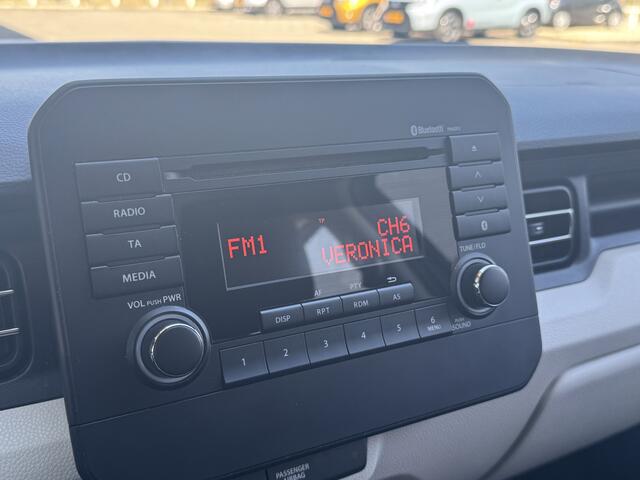 Bluetooth
CD
RADIO
TA
MEDIA
VOL PUSH PWR
TP
CH6
FM1 VERONICA
TUNE/FLD
AF PTY
DISP RPT RDM AS
1 2 3 4 5 6
MENU
PUSH
SOUND
PASSENGER
AIRBAG